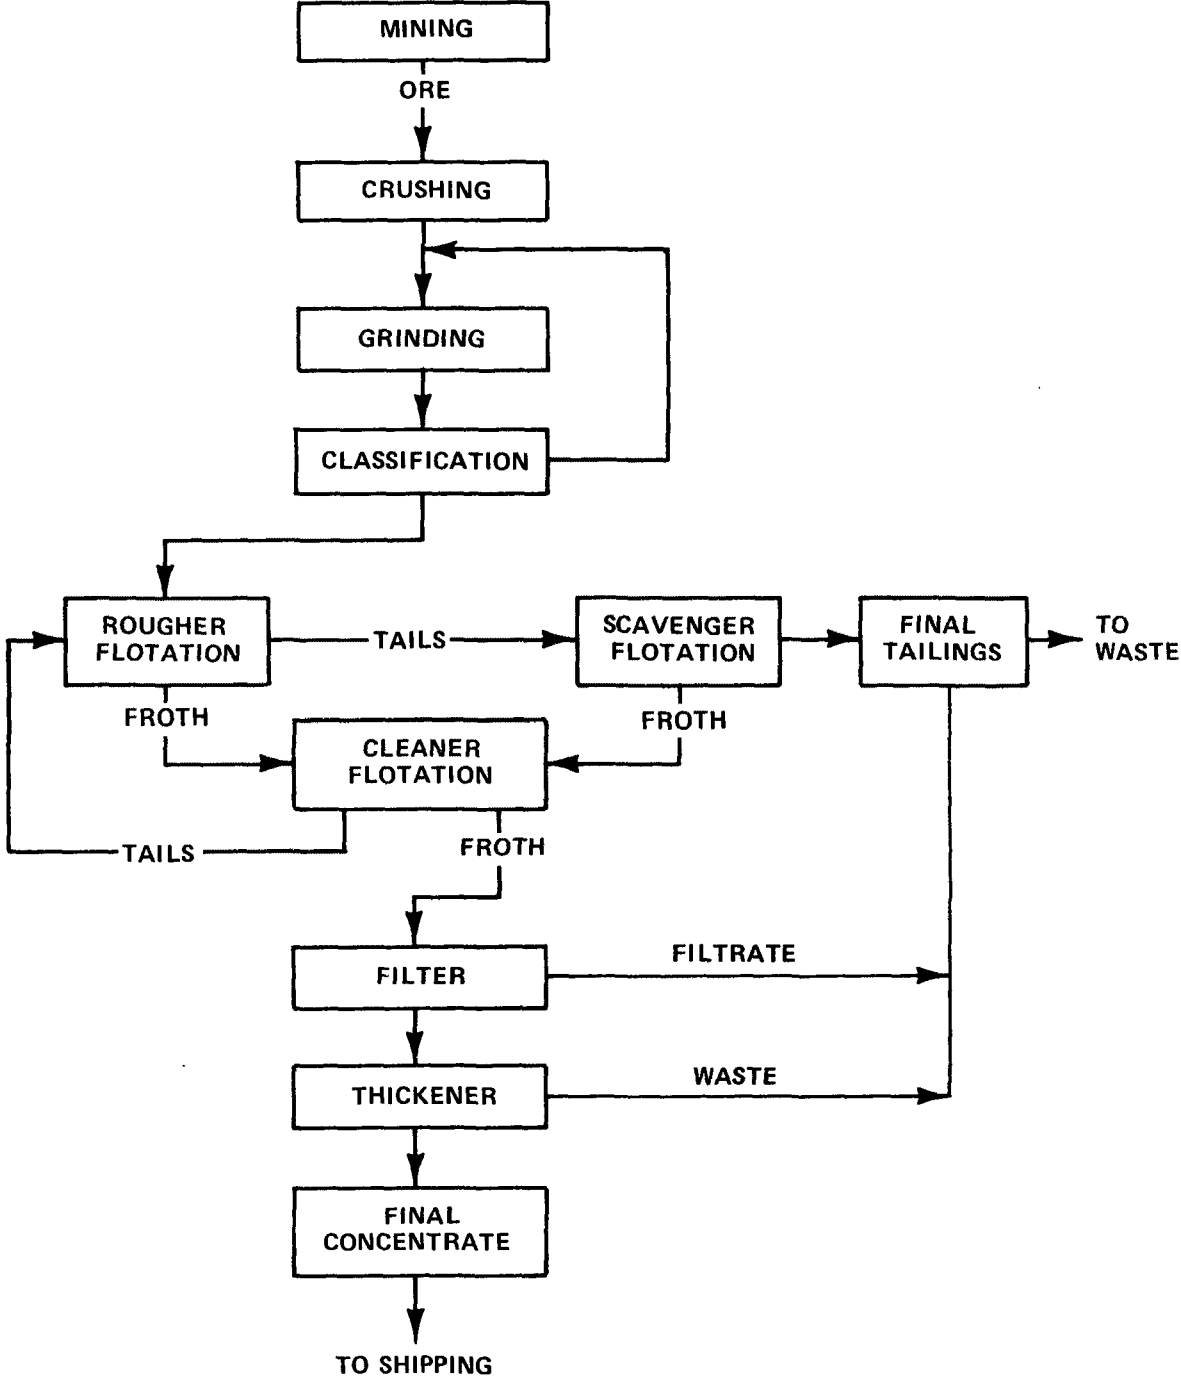 MINING
ORE
CRUSHING
GRINDING
CLASSIFICATION
ROUGHER
FLOTATION
TAILS
SCAVENGER
FLOTATION
FINAL
TAILINGS
TO
WASTE
FROTH
CLEANER
FLOTATION
FROTH
TAILS
FROTH
FILTER
FILTRATE
THICKENER
WASTE
FINAL
CONCENTRATE
TO SHIPPING